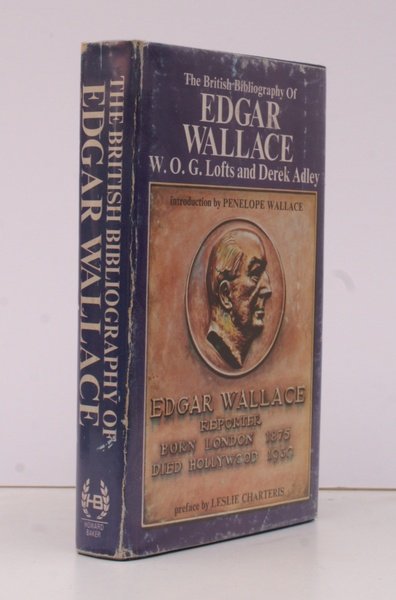 THE BRITISH BIBLIOGRAPHY OF
EDGAR WALLACE
HB
HOWARD
BAKER
The British Bibliography Of
EDGAR
WALLACE
W. O. G. Lofts and Derek Adley
introduction by PENELOPE WALLACE
EDGAR WALLACE
REPORTER
BORN LONDON 1875
DIED HOLLYWOOD 1932
preface by LESLIE CHARTERIS